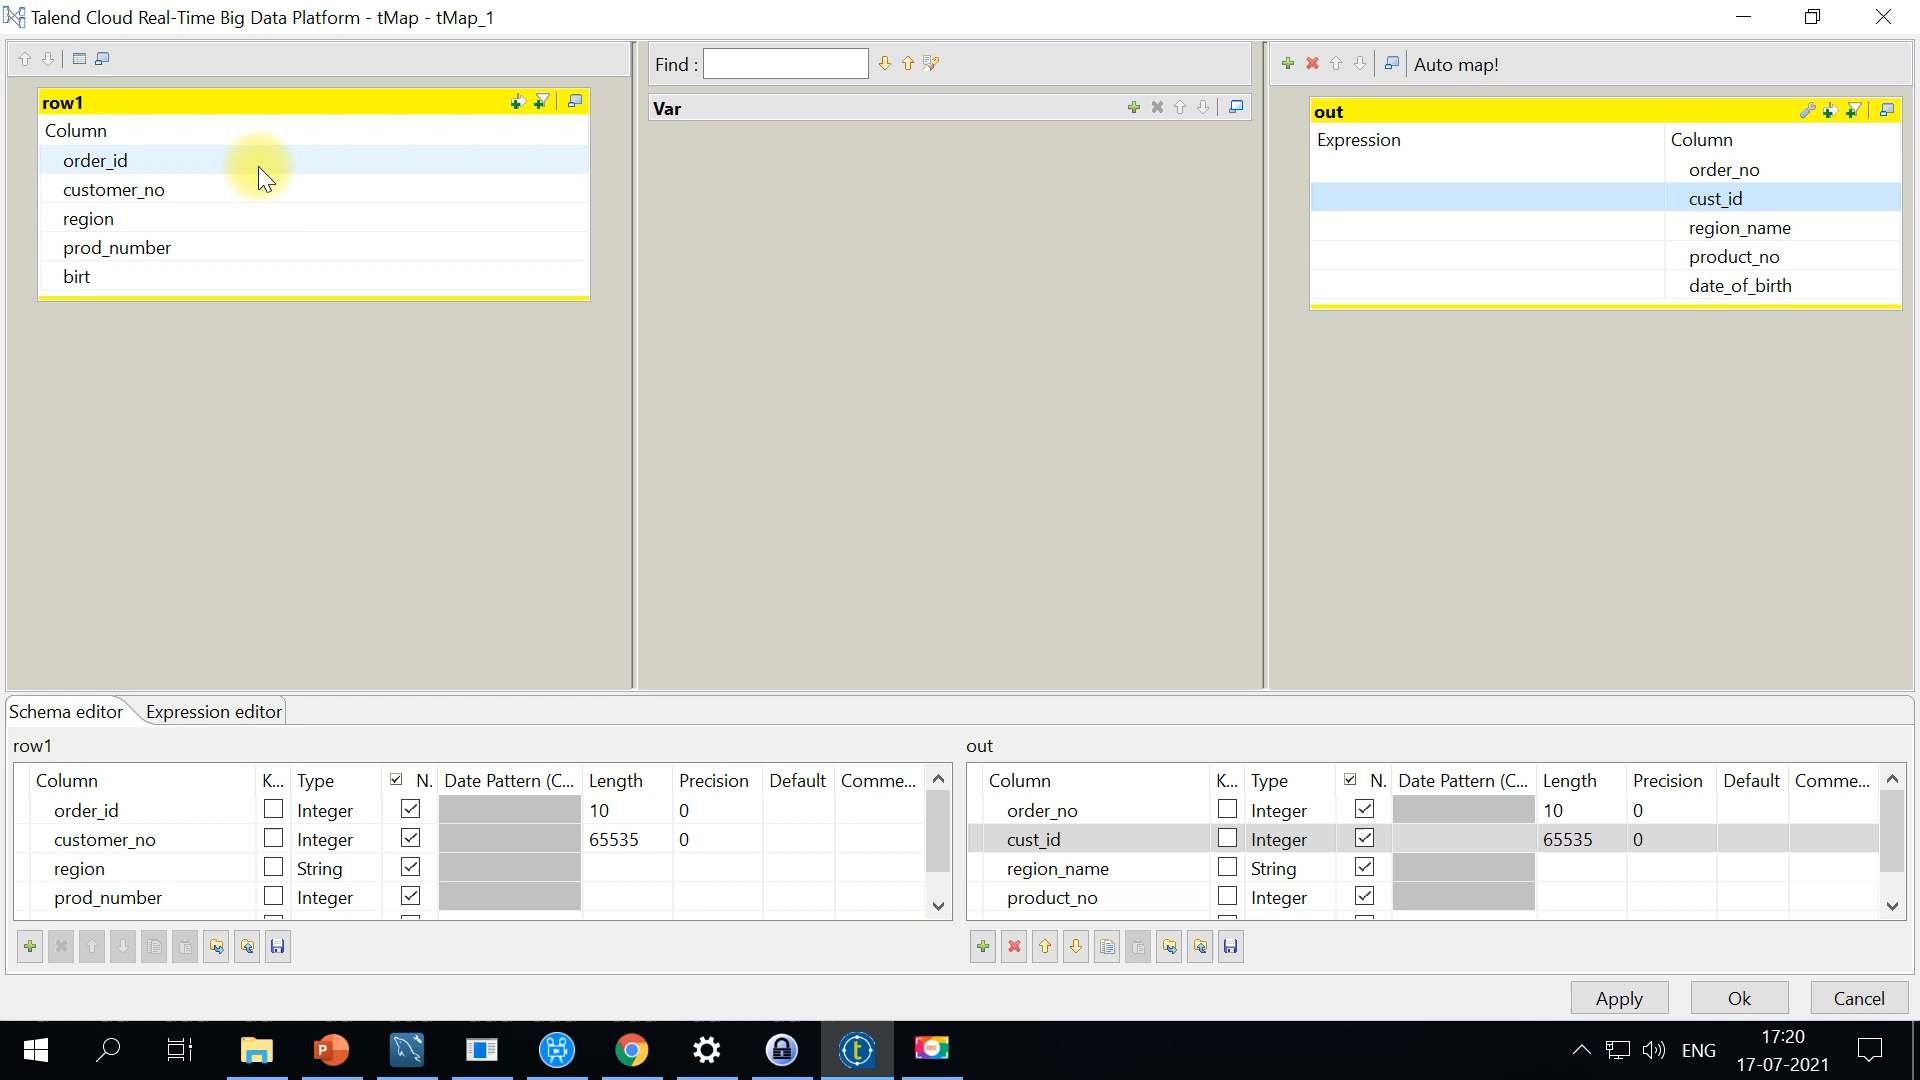 Talend Cloud Real-Time Big Data Platform - tMap - tMap_1
Find :
Auto map!
row1
Column
order_id
customer_no
region
prod_number
birt
Var
out
Expression Column
order_no
cust_id
region_name
product_no
date_of_birth
Schema editor Expression editor
row1
Column K... Type N. Date Pattern (C... Length Precision Default Comme...
order_id Integer 10 0
customer_no Integer 65535 0
region String
prod_number Integer
out
Column K... Type N. Date Pattern (C... Length Precision Default Comme...
order_no Integer 10 0
cust_id Integer 65535 0
region_name String
product_no Integer
Apply Ok Cancel
ENG
17:20
17-07-2021